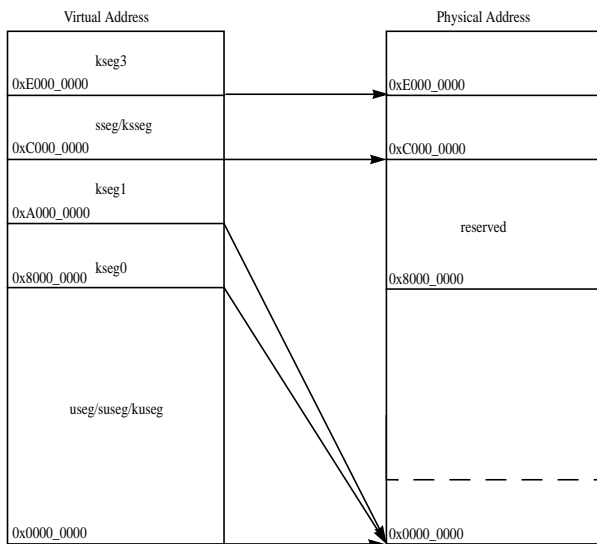 Virtual Address
kseg3
0xE000_0000
sseg/ksseg
0xC000_0000
kseg1
0xA000_0000
kseg0
0x8000_0000
useg/suseg/kuseg
0x0000_0000
Physical Address
0xE000_0000
0xC000_0000
reserved
0x8000_0000
0x0000_0000